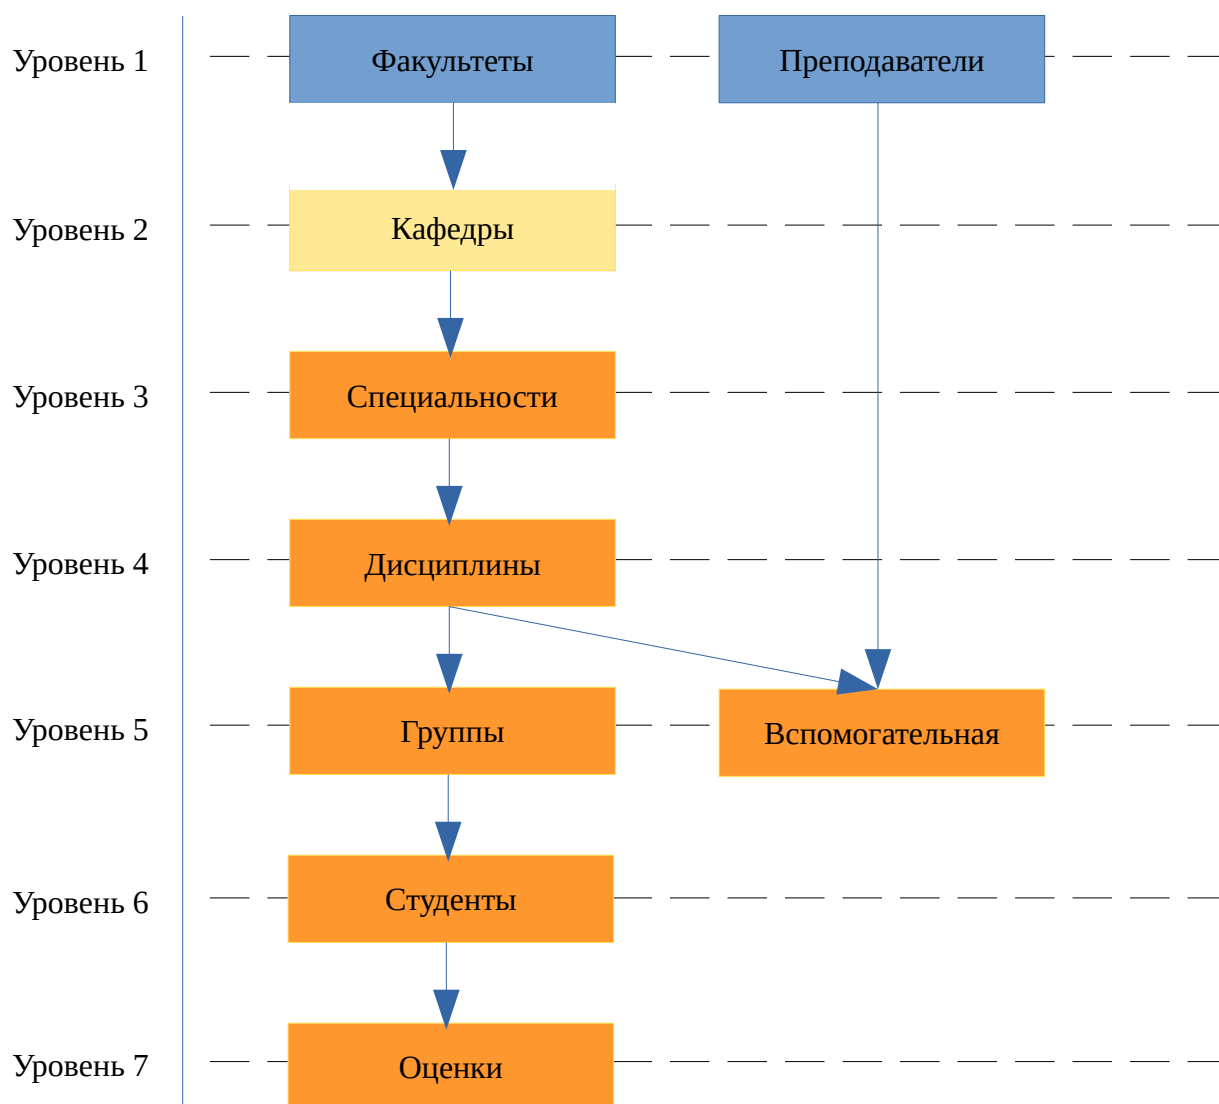 Уровень 1
Факультеты
Преподаватели
Уровень 2
Кафедры
Уровень 3
Специальности
Уровень 4
Дисциплины
Уровень 5
Группы
Вспомогательная
Уровень 6
Студенты
Уровень 7
Оценки